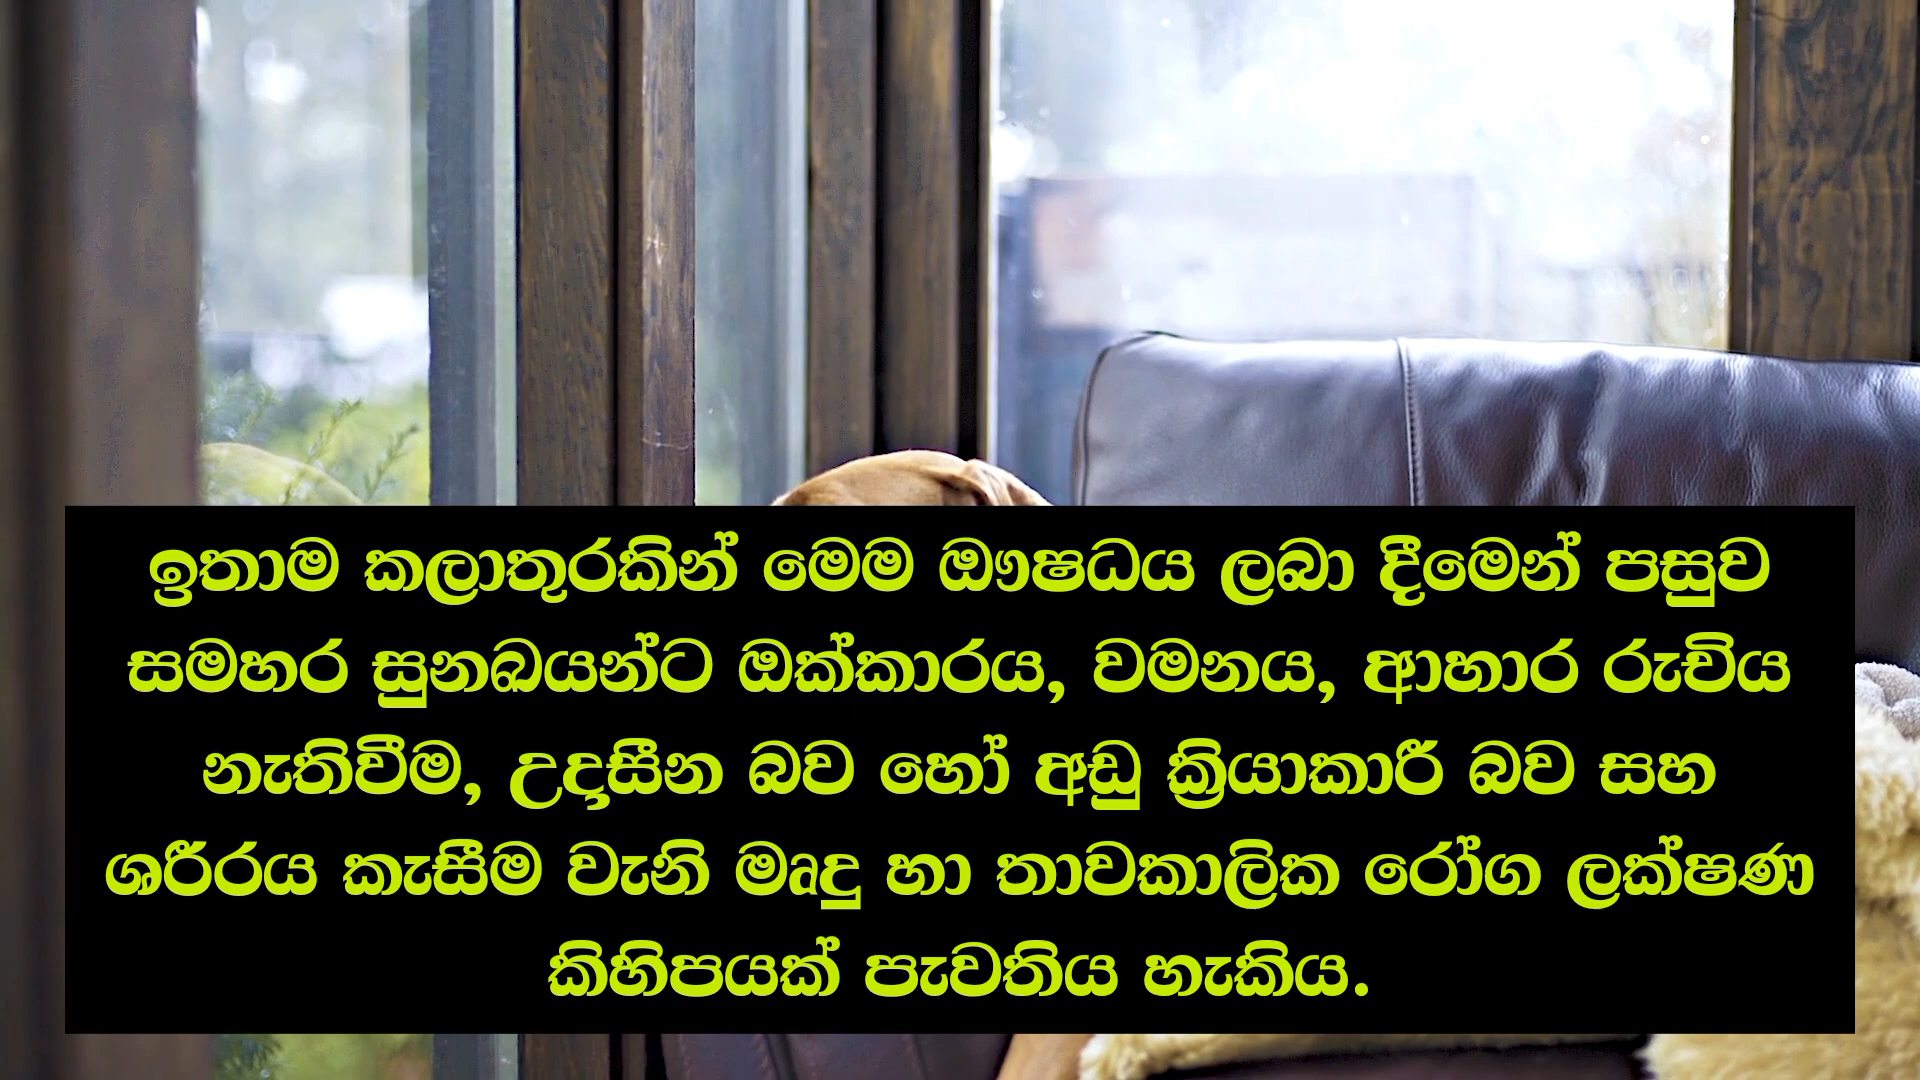 ඉතාම කලාතුරකින් මෙම ඖෂධය ලබා දීමෙන් පසුව
සමහර සුනඛයන්ට ඔක්කාරය, වමනය, ආහාර රුචිය
නැතිවීම, උදාසීන බව හෝ අඩු ක්‍රියාකාරී බව සහ
ශරීරය කැසීම වැනි මෘදු හා තාවකාලික රෝග ලක්ෂණ
කිහිපයක් පැවතිය හැකිය.